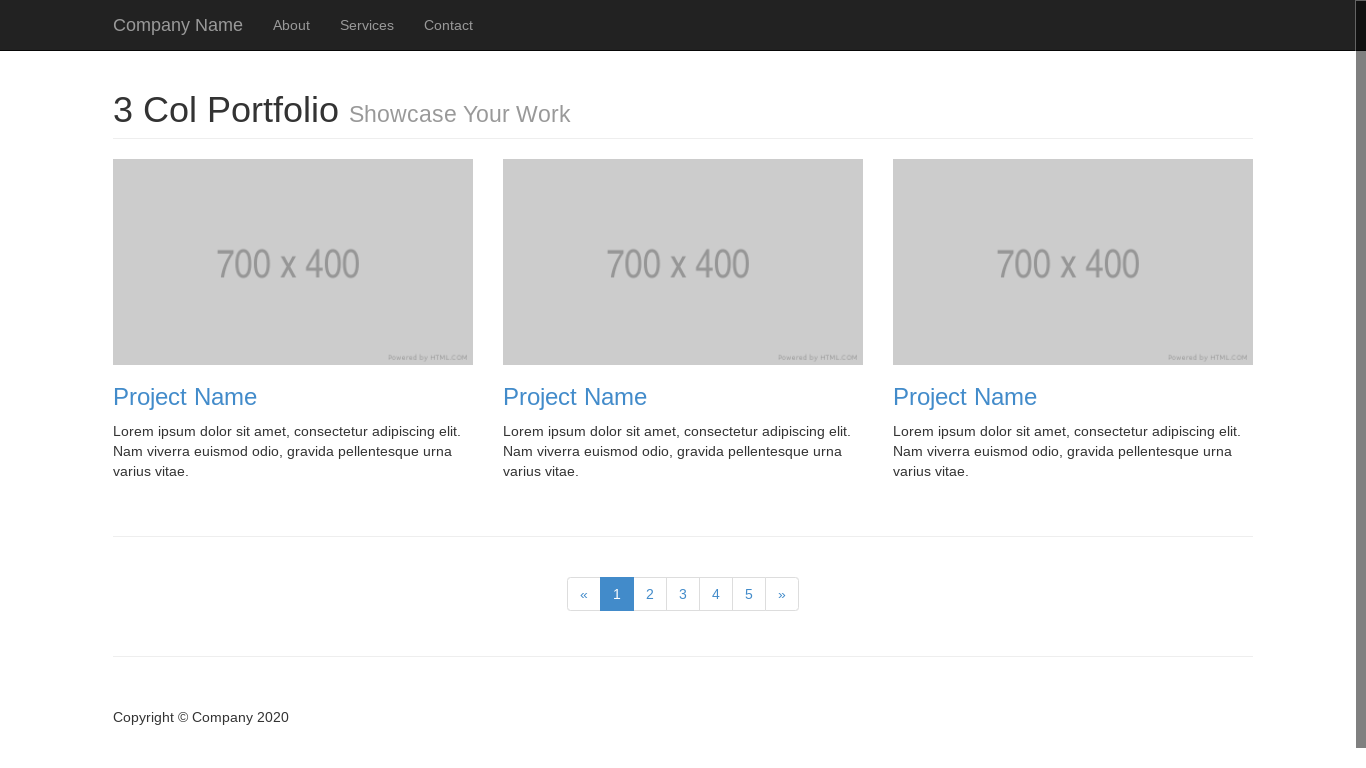 Company Name About Services Contact
3 Col Portfolio Showcase Your Work
700 x 400 700 x 400 700 x 400
Powered by HTML.COM Powered by HTML.COM Powered by HTML.COM
Project Name
Lorem ipsum dolor sit amet, consectetur adipiscing elit.
Nam viverra euismod odio, gravida pellentesque urna
varius vitae.
Project Name
Lorem ipsum dolor sit amet, consectetur adipiscing elit.
Nam viverra euismod odio, gravida pellentesque urna
varius vitae.
Project Name
Lorem ipsum dolor sit amet, consectetur adipiscing elit.
Nam viverra euismod odio, gravida pellentesque urna
varius vitae.
« 1 2 3 4 5 »
Copyright © Company 2020